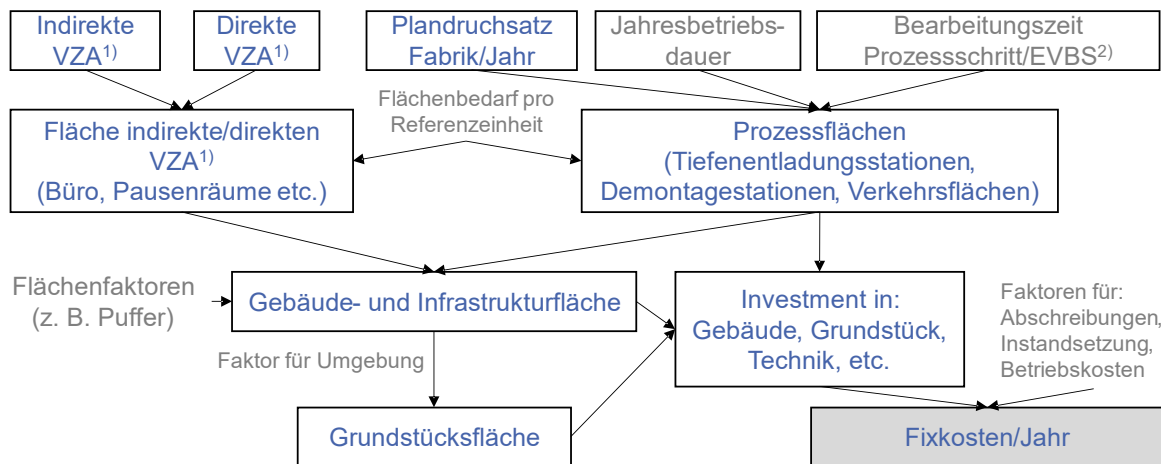 Indirekte
VZA1)
Direkte
VZA1)
Plandruchsatz
Fabrik/Jahr
Jahresbetriebs-
dauer
Bearbeitungszeit
Prozessschritt/EVBS2)
Flächenbedarf pro
Referenzeinheit
Fläche indirekte/direkten
VZA1)
(Büro, Pausenräume etc.)
Prozessflächen
(Tiefenentladungsstationen,
Demontagestationen, Verkehrsflächen)
Flächenfaktoren
(z. B. Puffer)
Gebäude- und Infrastrukturfläche
Investment in:
Gebäude, Grundstück,
Technik, etc.
Faktoren für:
Abschreibungen,
Instandsetzung,
Betriebskosten
Faktor für Umgebung
Grundstücksfläche
Fixkosten/Jahr